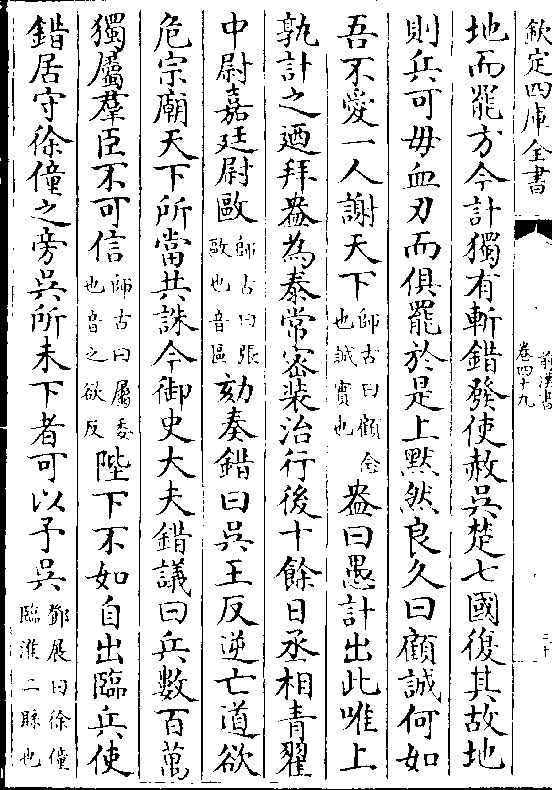 欽定四庫全書
前漢書
卷四十九
地而罷方今計獨有斬錯發使赦吳楚七國復其故地
則兵可毋血刃而俱罷於是上默然良久曰顧誠何如
吾不愛一人謝天下師古曰顧念也誠實也盎曰愚計出此唯上
孰計之廼拜盎為泰常密裝治行後十餘日丞相青翟
中尉嘉廷尉歐師古曰張歐也音區劾奏錯曰吳王反逆亡道欲
危宗廟天下所當共誅今御史大夫錯議曰兵數百萬
獨屬羣臣不可信師古曰屬委也音之欲反陛下不如自出臨兵使
錯居守徐僮之旁吳所未下者可以予吳鄧展曰徐僮臨淮二縣也